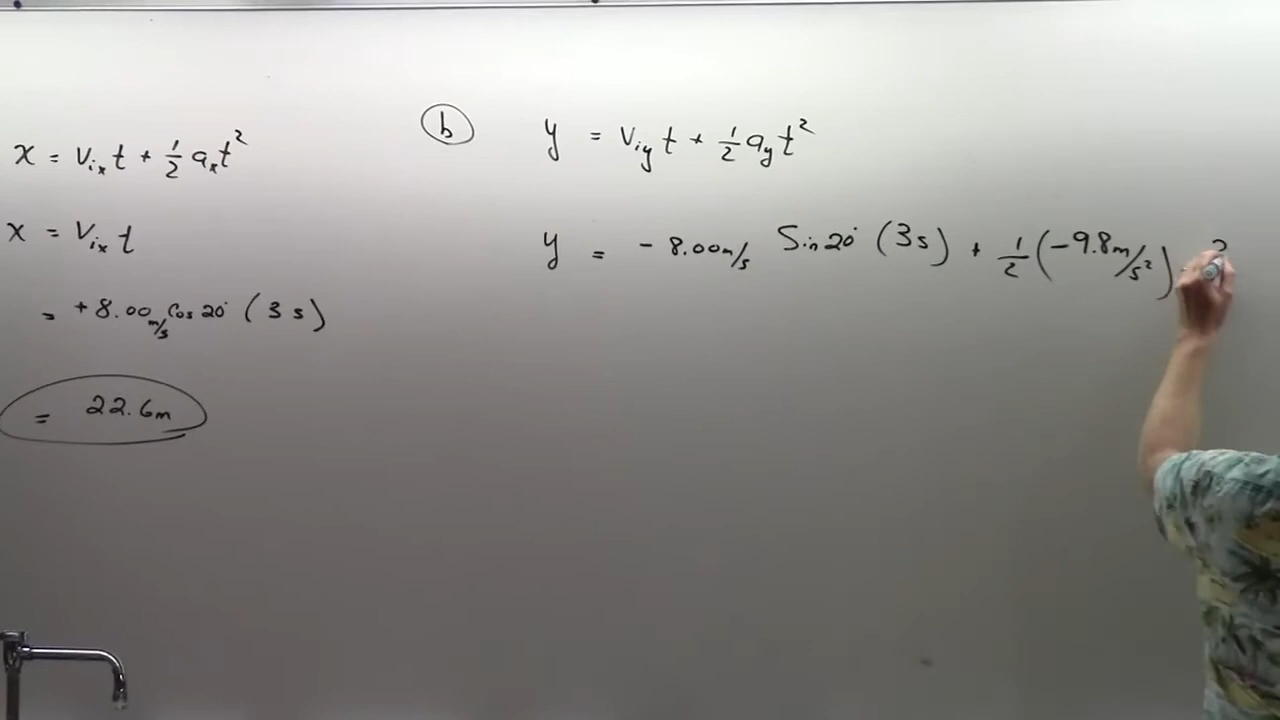 x = v_ix t + 1/2 a_x t²
x = v_ix t
= +8.00 m/s Cos 20° (3 s)
= 22.6 m
b
y = v_iy t + 1/2 a_y t²
y = -8.00 m/s Sin 20° (3 s) + 1/2 (-9.8 m/s²)